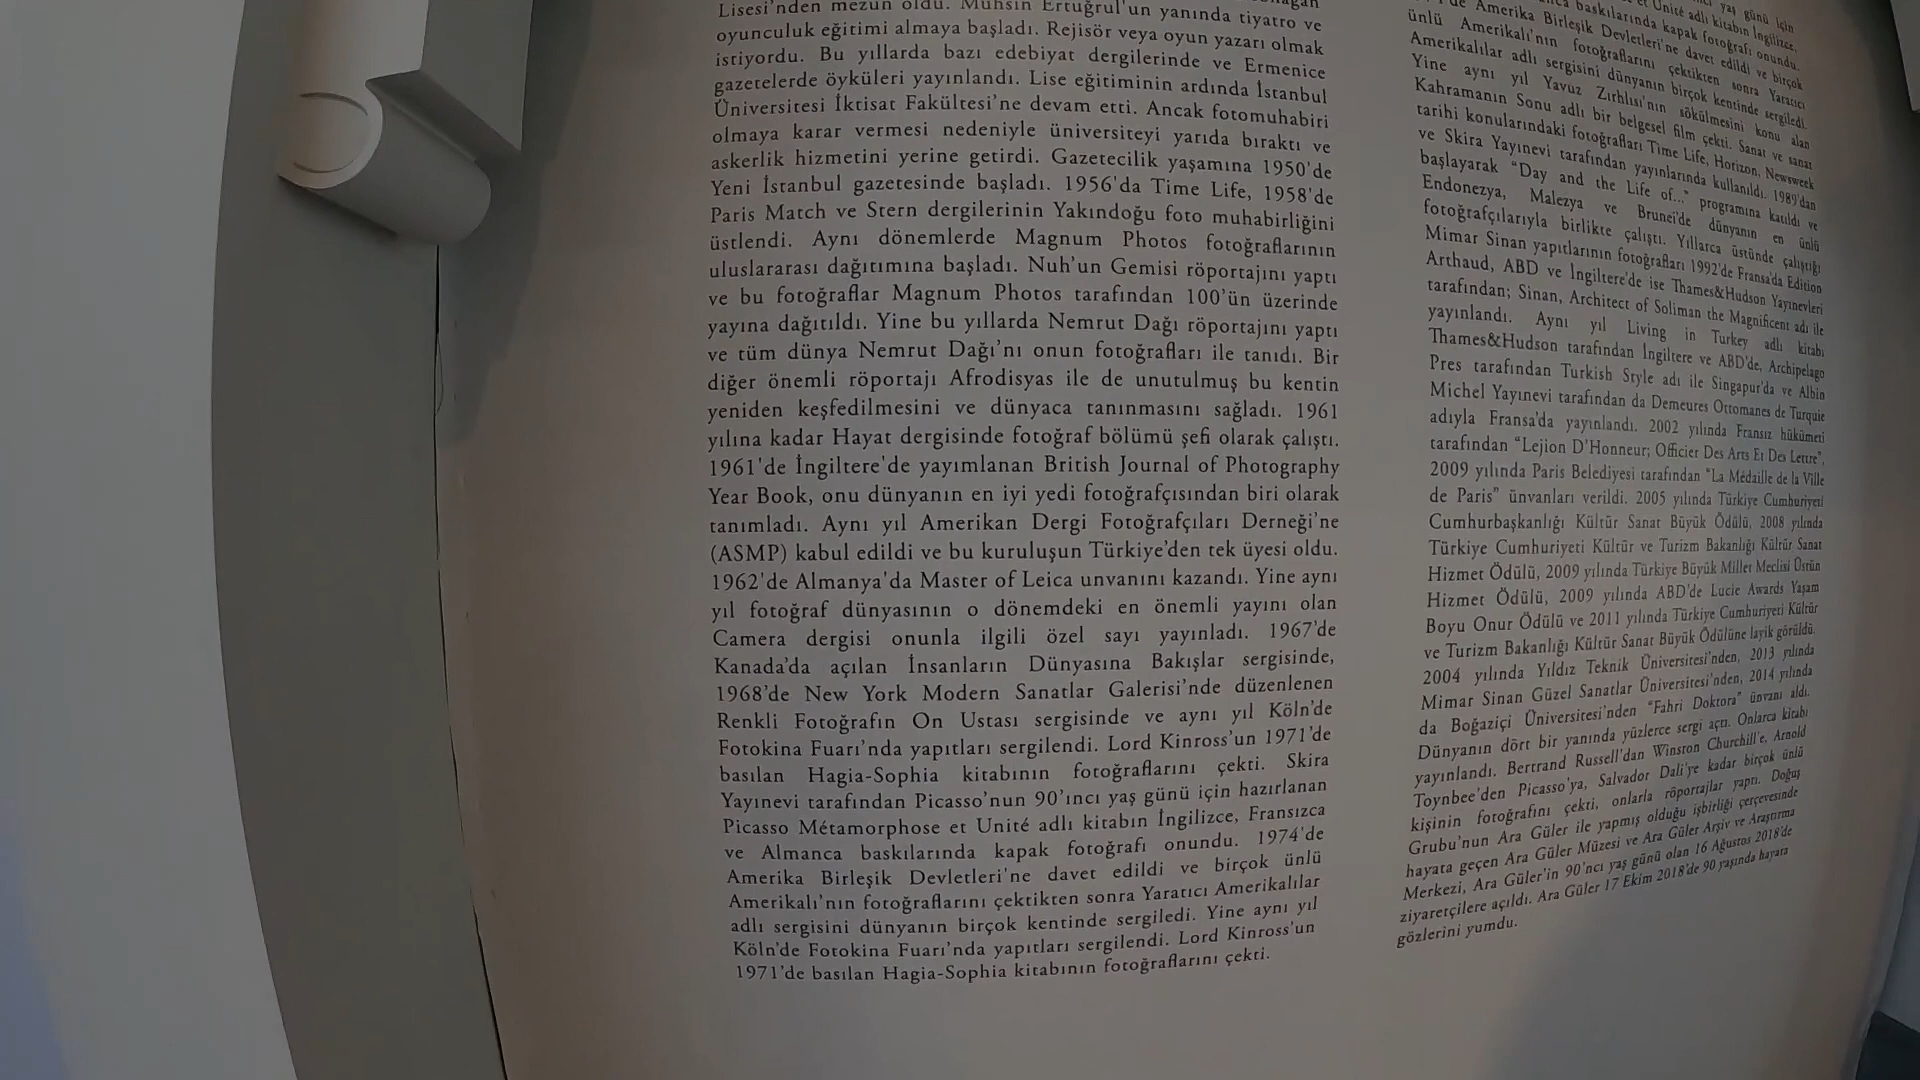 Lisesi'nden mezun oldu. Muhsin Ertuğrul'un yanında tiyatro ve
oyunculuk eğitimi almaya başladı. Rejisör veya oyun yazarı olmak
istiyordu. Bu yıllarda bazı edebiyat dergilerinde ve Ermenice
gazetelerde öyküleri yayınlandı. Lise eğitiminin ardında İstanbul
Üniversitesi İktisat Fakültesi'ne devam etti. Ancak fotomuhabiri
olmaya karar vermesi nedeniyle üniversiteyi yarıda bıraktı ve
askerlik hizmetini yerine getirdi. Gazetecilik yaşamına 1950'de
Yeni İstanbul gazetesinde başladı. 1956'da Time Life, 1958'de
Paris Match ve Stern dergilerinin Yakındoğu foto muhabirliğini
üstlendi. Aynı dönemlerde Magnum Photos fotoğraflarının
uluslararası dağıtımına başladı. Nuh'un Gemisi röportajını yaptı
ve bu fotoğraflar Magnum Photos tarafından 100'ün üzerinde
yayına dağıtıldı. Yine bu yıllarda Nemrut Dağı röportajını yaptı
ve tüm dünya Nemrut Dağı'nı onun fotoğrafları ile tanıdı. Bir
diğer önemli röportajı Afrodisyas ile de unutulmuş bu kentin
yeniden keşfedilmesini ve dünyaca tanınmasını sağladı. 1961
yılına kadar Hayat dergisinde fotoğraf bölümü şefi olarak çalıştı.
1961'de İngiltere'de yayımlanan British Journal of Photography
Year Book, onu dünyanın en iyi yedi fotoğrafçısından biri olarak
tanımladı. Aynı yıl Amerikan Dergi Fotoğrafçıları Derneği'ne
(ASMP) kabul edildi ve bu kuruluşun Türkiye'den tek üyesi oldu.
1962'de Almanya'da Master of Leica unvanını kazandı. Yine aynı
yıl fotoğraf dünyasının o dönemdeki en önemli yayını olan
Camera dergisi onunla ilgili özel sayı yayınladı. 1967'de
Kanada'da açılan İnsanların Dünyasına Bakışlar sergisinde,
1968'de New York Modern Sanatlar Galerisi'nde düzenlenen
Renkli Fotoğrafın On Ustası sergisinde ve aynı yıl Köln'de
Fotokina Fuarı'nda yapıtları sergilendi. Lord Kinross'un 1971'de
basılan Hagia-Sophia kitabının fotoğraflarını çekti. Skira
Yayınevi tarafından Picasso'nun 90'ıncı yaş günü için hazırlanan
Picasso Métamorphose et Unité adlı kitabın İngilizce, Fransızca
ve Almanca baskılarında kapak fotoğrafı onundu. 1974'de
Amerika Birleşik Devletleri'ne davet edildi ve birçok ünlü
Amerikalı'nın fotoğraflarını çektikten sonra Yaratıcı Amerikalılar
adlı sergisini dünyanın birçok kentinde sergiledi. Yine aynı yıl
Köln'de Fotokina Fuarı'nda yapıtları sergilendi. Lord Kinross'un
1971'de basılan Hagia-Sophia kitabının fotoğraflarını çekti.
yaş günü için
et Unité adlı kitabın İngilizce,
baskılarında kapak fotoğrafı onundu.
de Amerika Birleşik Devletleri'ne davet edildi ve birçok
ünlü Amerikalı'nın fotoğraflarını çektikten sonra Yaratıcı
Amerikalılar adlı sergisini dünyanın birçok kentinde sergiledi.
Yine aynı yıl Yavuz Zırhlısı'nın sökülmesini konu alan
Kahramanın Sonu adlı bir belgesel film çekti. Sanat ve sanat
tarihi konularındaki fotoğrafları Time Life, Horizon, Newsweek
ve Skira Yayınevi tarafından yayınlarında kullanıldı. 1989'dan
başlayarak "Day and the Life of..." programına katıldı ve
Endonezya, Malezya ve Brunei'de dünyanın en ünlü
fotoğrafçılarıyla birlikte çalıştı. Yıllarca üstünde çalıştığı
Mimar Sinan yapıtlarının fotoğrafları 1992'de Fransa'da Edition
Arthaud, ABD ve İngiltere'de ise Thames&Hudson Yayınevleri
tarafından; Sinan, Architect of Soliman the Magnificent adı ile
yayınlandı. Aynı yıl Living in Turkey adlı kitabı
Thames&Hudson tarafından İngiltere ve ABD'de, Archipelago
Pres tarafından Turkish Style adı ile Singapur'da ve Albin
Michel Yayınevi tarafından da Demeures Ottomanes de Turquie
adıyla Fransa'da yayınlandı. 2002 yılında Fransız hükümeti
tarafından "Lejion D'Honneur; Officier Des Arts Et Des Lettre",
2009 yılında Paris Belediyesi tarafından "La Médaille de la Ville
de Paris" ünvanları verildi. 2005 yılında Türkiye Cumhuriyeti
Cumhurbaşkanlığı Kültür Sanat Büyük Ödülü, 2008 yılında
Türkiye Cumhuriyeti Kültür ve Turizm Bakanlığı Kültür Sanat
Hizmet Ödülü, 2009 yılında Türkiye Büyük Millet Meclisi Üstün
Hizmet Ödülü, 2009 yılında ABD'de Lucie Awards Yaşam
Boyu Onur Ödülü ve 2011 yılında Türkiye Cumhuriyeti Kültür
ve Turizm Bakanlığı Kültür Sanat Büyük Ödülüne layik görüldü.
2004 yılında Yıldız Teknik Üniversitesi'nden, 2013 yılında
Mimar Sinan Güzel Sanatlar Üniversitesi'nden, 2014 yılında
da Boğaziçi Üniversitesi'nden "Fahri Doktora" ünvanı aldı.
Dünyanın dört bir yanında yüzlerce sergi açtı. Onlarca kitabı
yayınlandı. Bertrand Russell'dan Winston Churchill'e, Arnold
Toynbee'den Picasso'ya, Salvador Dali'ye kadar birçok ünlü
kişinin fotoğrafını çekti, onlarla röportajlar yaptı. Doğuş
Grubu'nun Ara Güler ile yapmış olduğu işbirliği çerçevesinde
hayata geçen Ara Güler Müzesi ve Ara Güler Arşiv ve Araştırma
Merkezi, Ara Güler'in 90'ncı yaş günü olan 16 Ağustos 2018'de
ziyaretçilere açıldı. Ara Güler 17 Ekim 2018'de 90 yaşında hayata
gözlerini yumdu.